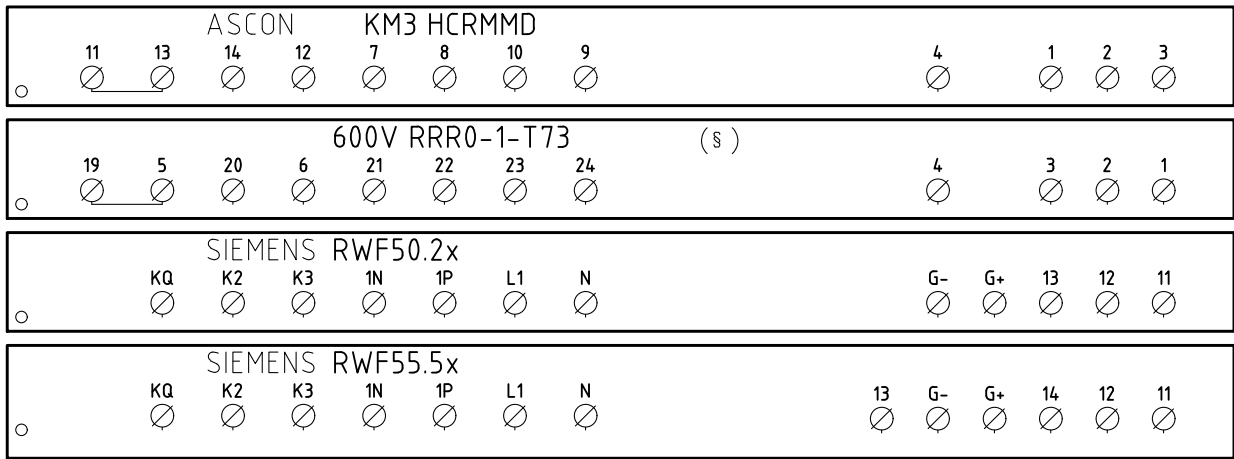 ASCON KM3 HCRMMD
11 13 14 12 7 8 10 9 4 1 2 3
600V RRR0-1-T73 (§)
19 5 20 6 21 22 23 24 4 3 2 1
SIEMENS RWF50.2x
KQ K2 K3 1N 1P L1 N G- G+ 13 12 11
SIEMENS RWF55.5x
KQ K2 K3 1N 1P L1 N 13 G- G+ 14 12 11